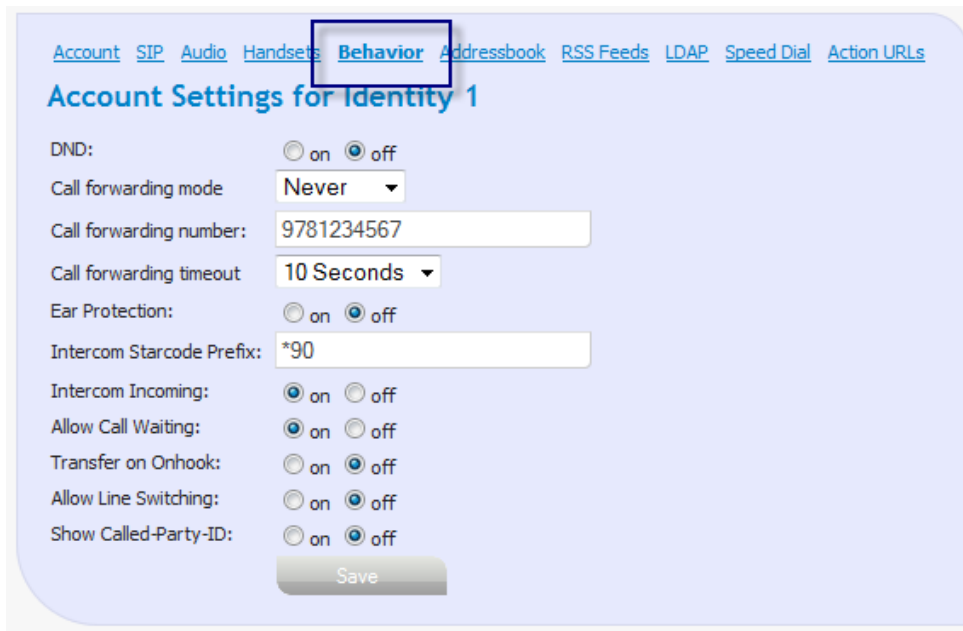 Account SIP Audio Handsets Behavior Addressbook RSS Feeds LDAP Speed Dial Action URLs
Account Settings for Identity 1
DND: on off
Call forwarding mode Never
Call forwarding number: 9781234567
Call forwarding timeout 10 Seconds
Ear Protection: on off
Intercom Starcode Prefix: *90
Intercom Incoming: on off
Allow Call Waiting: on off
Transfer on Onhook: on off
Allow Line Switching: on off
Show Called-Party-ID: on off
Save